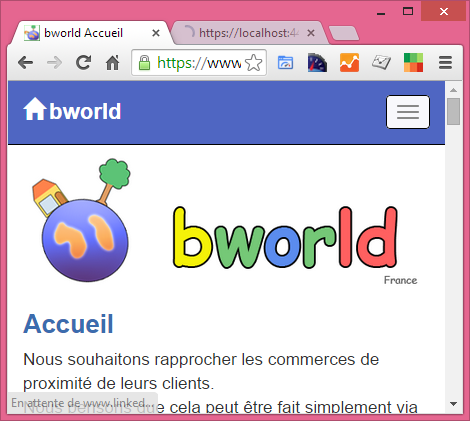 bworld Accueil
https://localhost:44
https://www
bworld
bworld
France
Accueil
Nous souhaitons rapprocher les commerces de
proximité de leurs clients.
Nous pensons que cela peut être fait simplement via
En attente de www.linked...